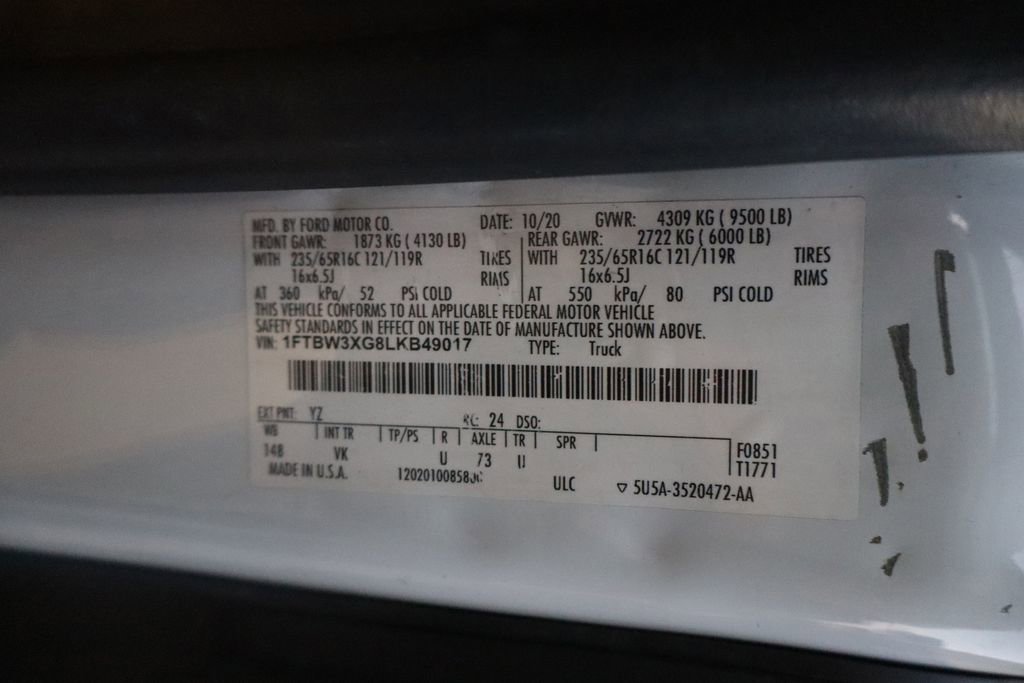 MFD. BY FORD MOTOR CO. DATE: 10/20 GVWR: 4309 KG ( 9500 LB)
FRONT GAWR: 1873 KG ( 4130 LB) REAR GAWR: 2722 KG ( 6000 LB)
WITH 235/65R16C 121/119R TIRES WITH 235/65R16C 121/119R TIRES
16x6.5J RIMS 16x6.5J RIMS
AT 360 kPa/ 52 PSI COLD AT 550 kPa/ 80 PSI COLD
THIS VEHICLE CONFORMS TO ALL APPLICABLE FEDERAL MOTOR VEHICLE
SAFETY STANDARDS IN EFFECT ON THE DATE OF MANUFACTURE SHOWN ABOVE.
VIN: 1FTBW3XG8LKB49017 TYPE: Truck
EXT PNT: YZ RC: 24 DSO:
WB INT TR TP/PS R AXLE TR SPR F0851
148 VK U 73 U T1771
MADE IN U.S.A. ULC ▽ 5U5A-3520472-AA